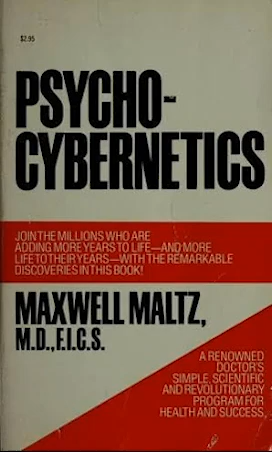 $2.95
PSYCHO-
CYBERNETICS
JOIN THE MILLIONS WHO ARE
ADDING MORE YEARS TO LIFE—AND MORE
LIFE TO THEIR YEARS—WITH THE REMARKABLE
DISCOVERIES IN THIS BOOK!
MAXWELL MALTZ,
M.D., F.I.C.S.
A RENOWNED
DOCTOR'S
SIMPLE, SCIENTIFIC
AND REVOLUTIONARY
PROGRAM FOR
HEALTH AND SUCCESS,